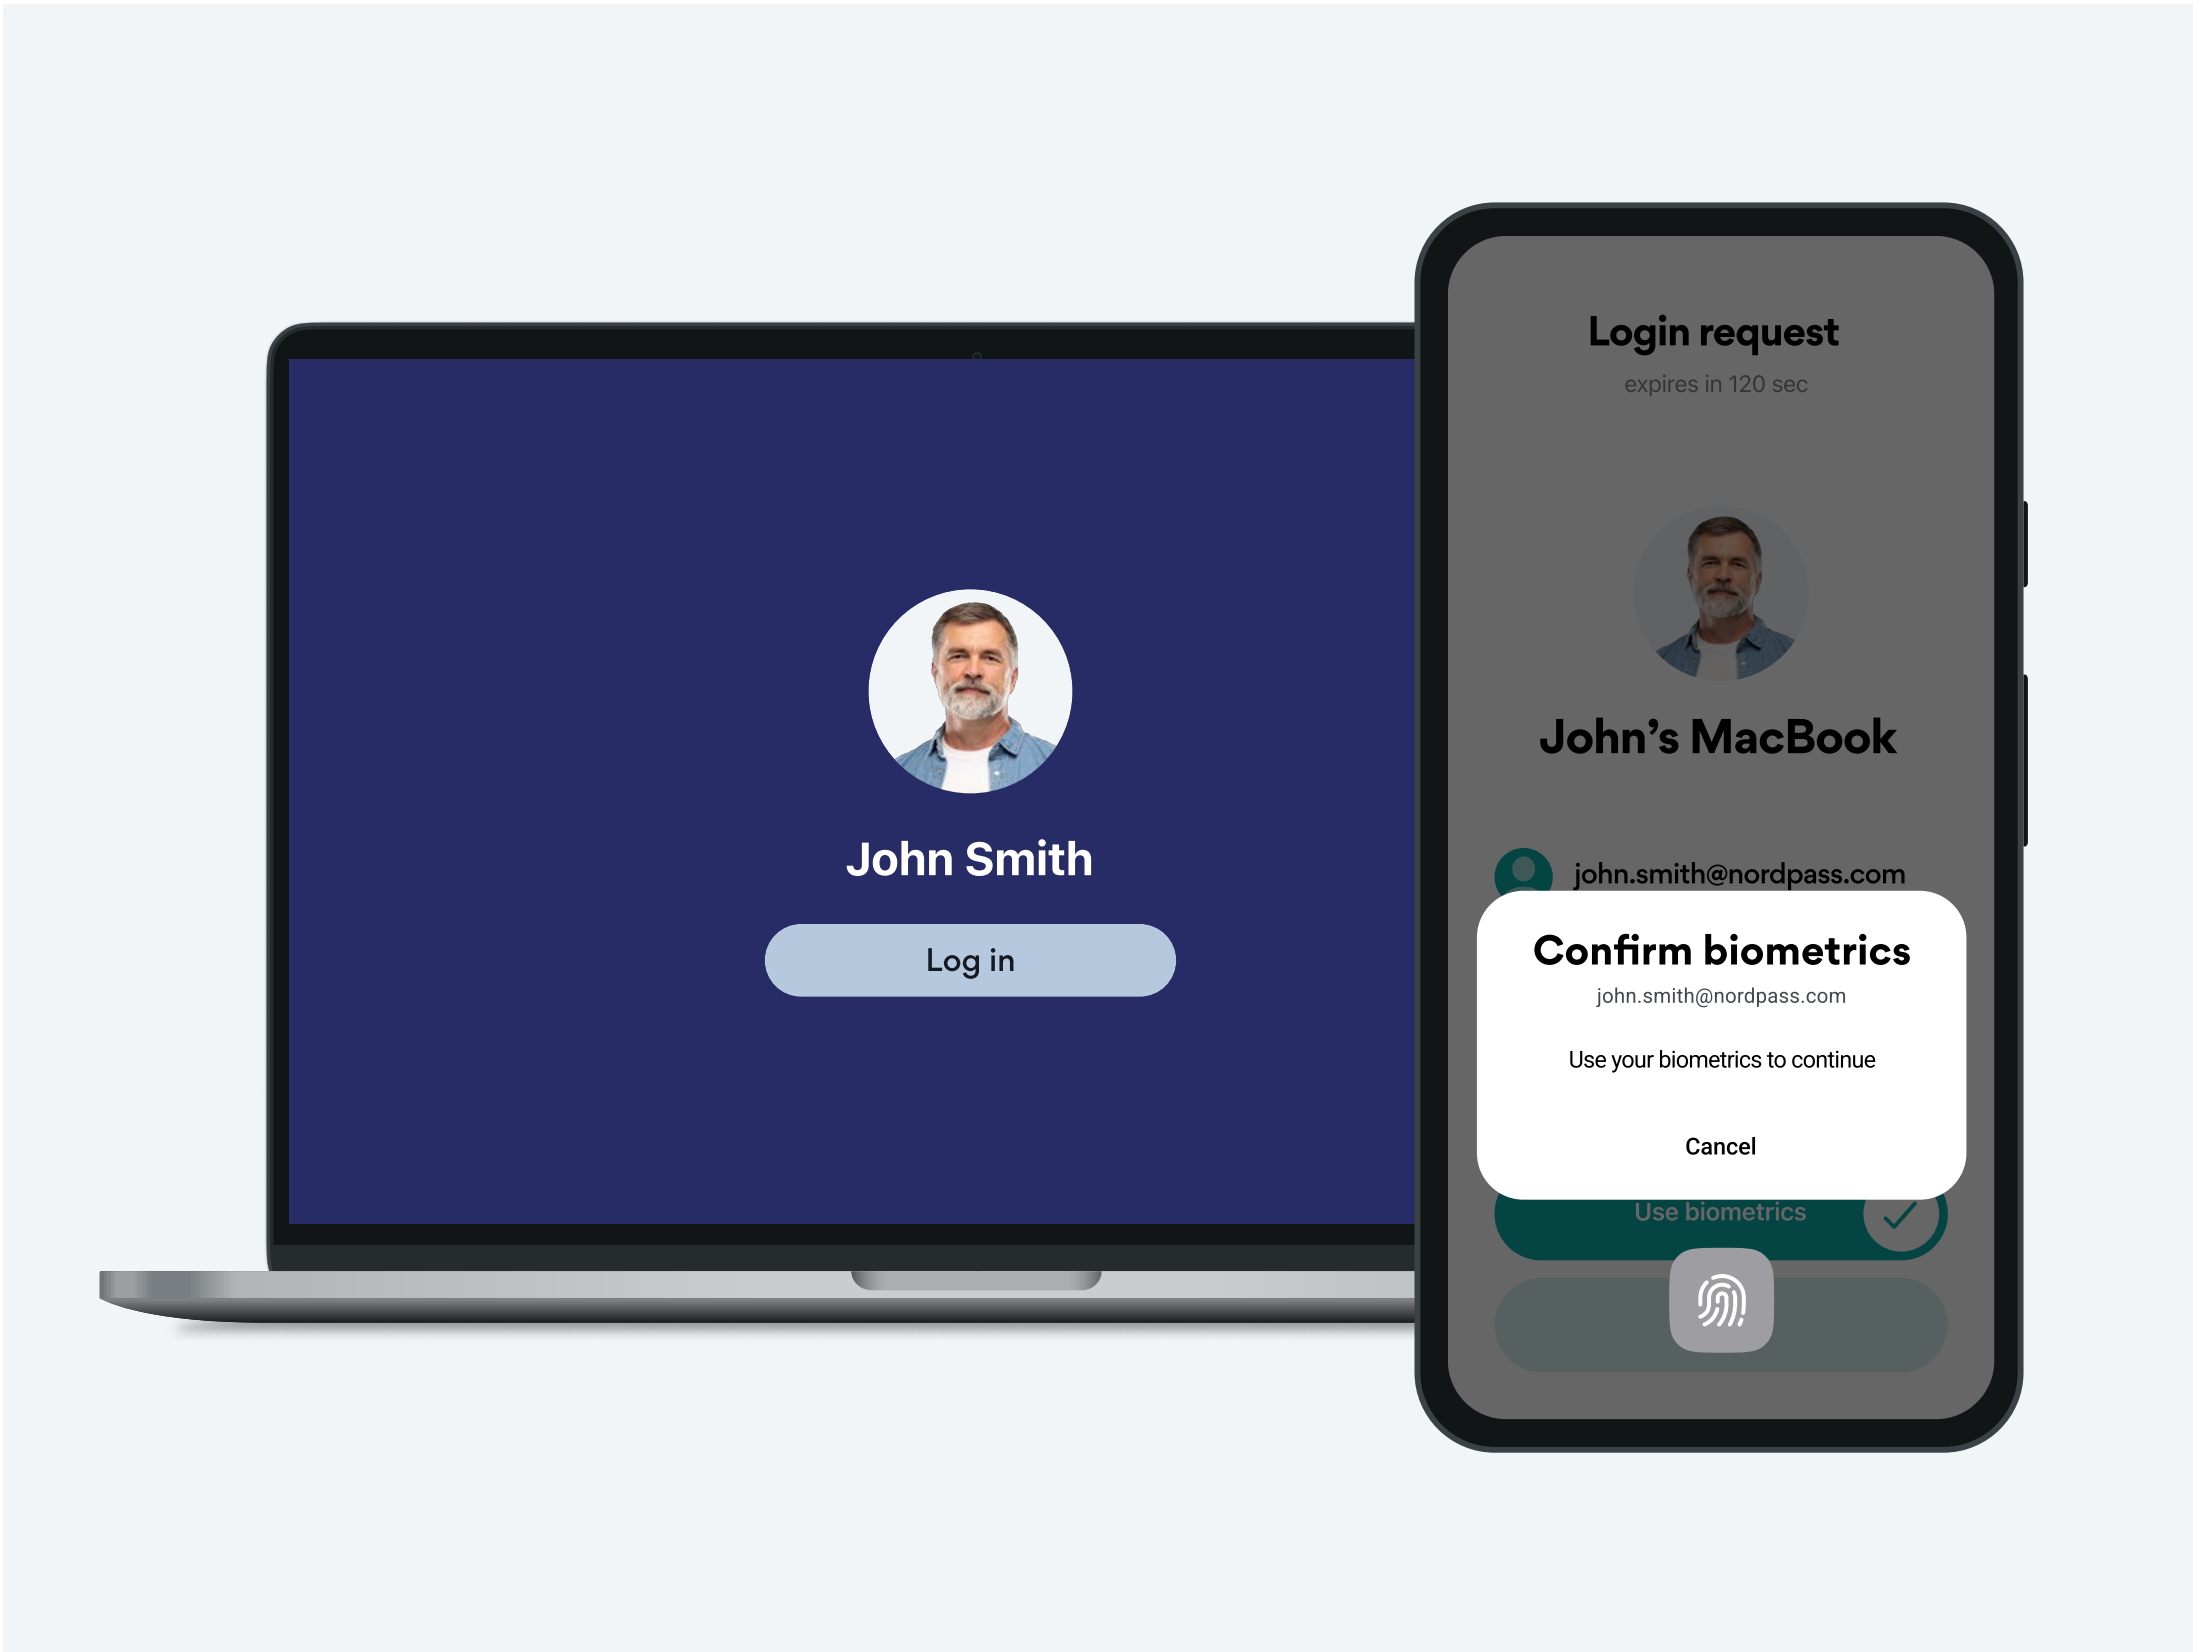 John Smith
Log in
Login request
expires in 120 sec
John’s MacBook
john.smith@nordpass.com
Confirm biometrics
john.smith@nordpass.com
Use your biometrics to continue
Cancel
Use biometrics